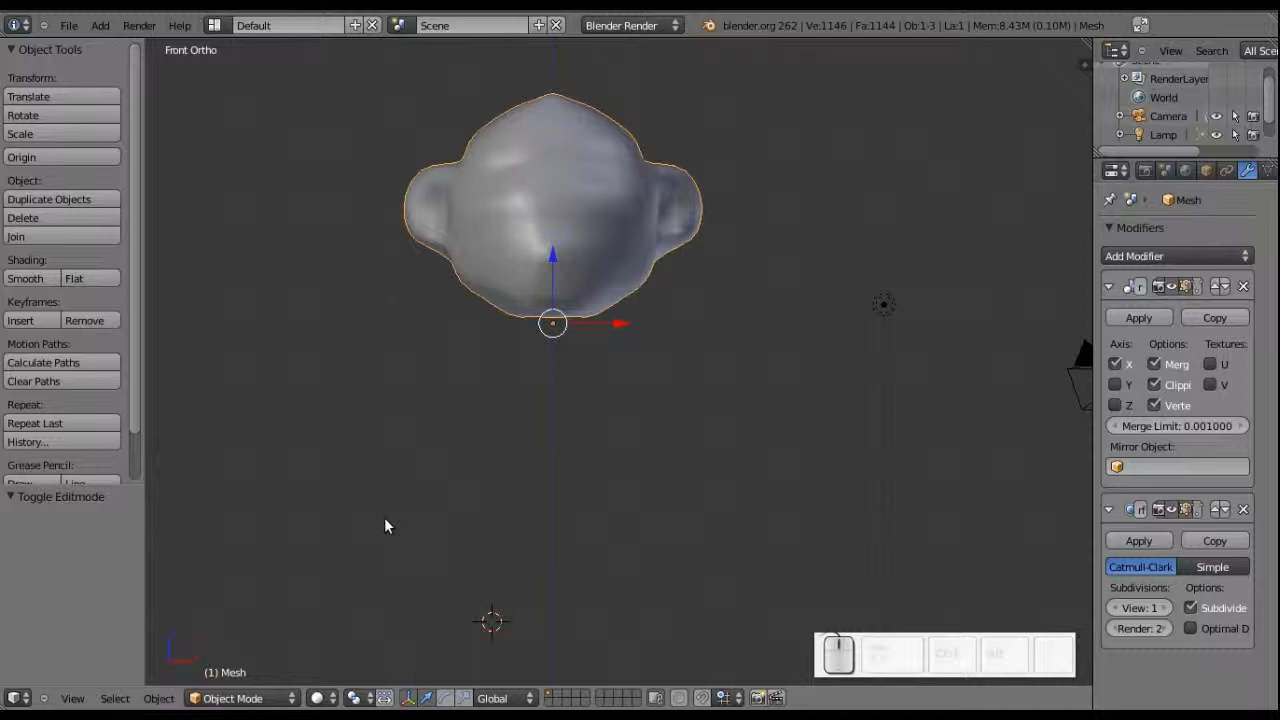 File Add Render Help Default Scene Blender Render blender.org 262 | Ve:1146 | Fa:1144 | Ob:1-3 | La:1 | Mem:8.43M (0.10M) | Mesh
Object Tools
Transform:
Translate
Rotate
Scale
Origin
Object:
Duplicate Objects
Delete
Join
Shading:
Smooth Flat
Keyframes:
Insert Remove
Motion Paths:
Calculate Paths
Clear Paths
Repeat:
Repeat Last
History...
Grease Pencil:
Toggle Editmode
Front Ortho
(1) Mesh
Ctrl Alt
View Select Object Object Mode Global
View Search All Sce
RenderLayer
World
Camera
Lamp
Mesh
Modifiers
Add Modifier
Apply Copy
Axis: Options: Textures:
X Merg U
Y Clippi V
Z Verte
Merge Limit: 0.001000
Mirror Object:
Apply Copy
Catmull-Clark Simple
Subdivisions: Options:
View: 1 Subdivide
Render: 2 Optimal D